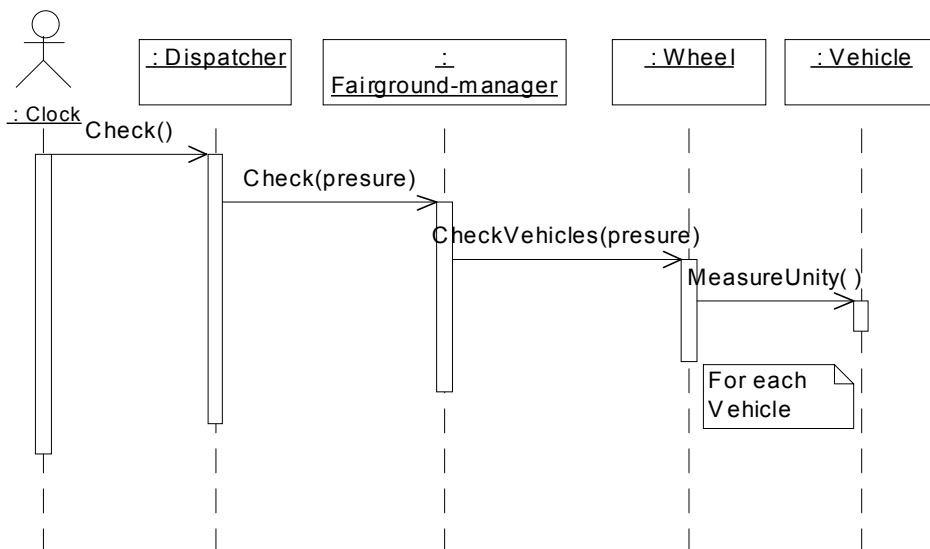 : Clock
: Dispatcher
:
Fairground-manager
: Wheel
: Vehicle
Check()
Check(presure)
CheckVehicles(presure)
MeasureUnity( )
For each
Vehicle